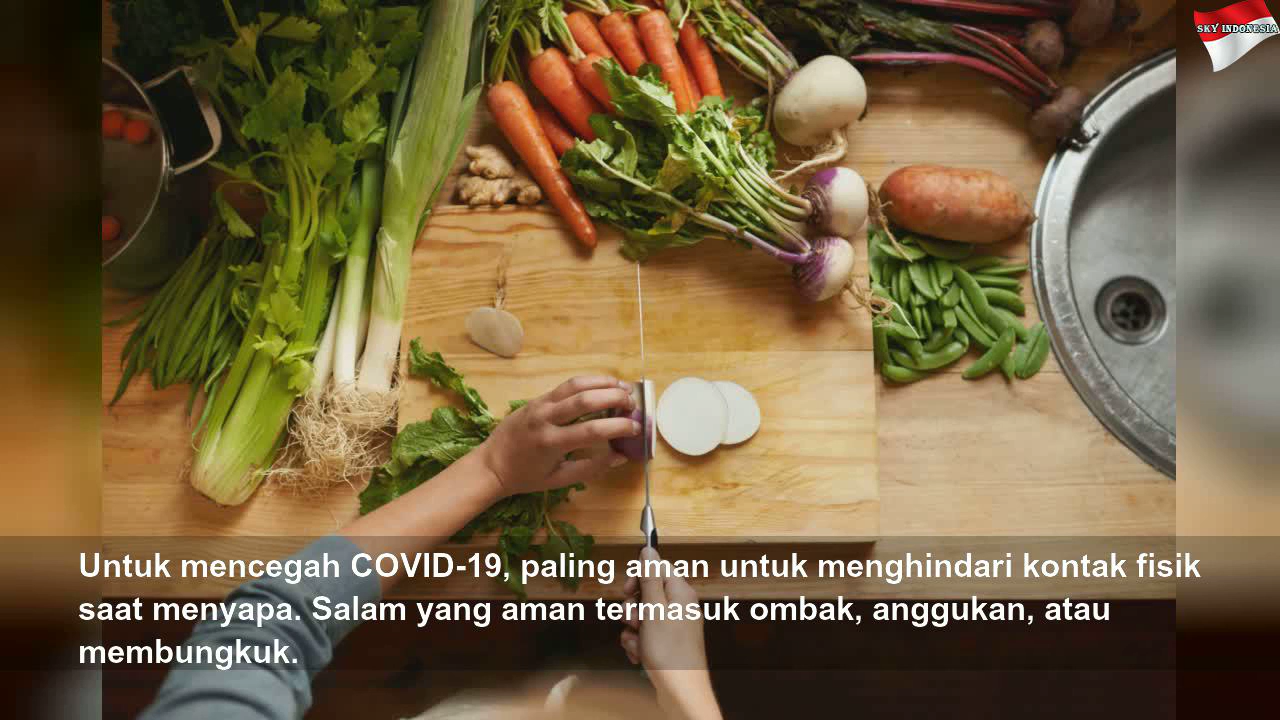 SKY INDONESIA
Untuk mencegah COVID-19, paling aman untuk menghindari kontak fisik
saat menyapa. Salam yang aman termasuk ombak, anggukan, atau
membungkuk.